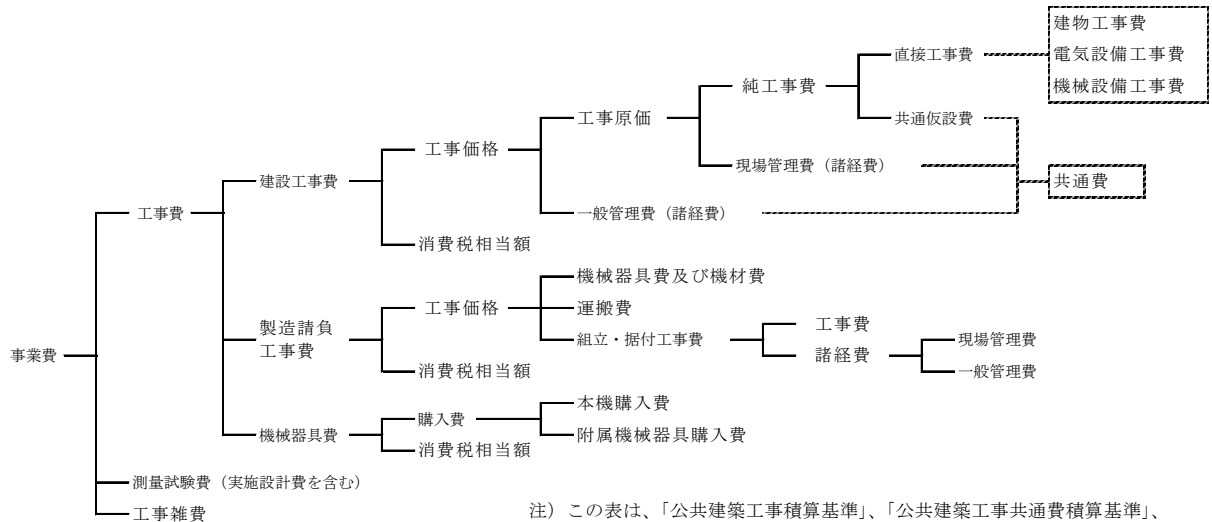 建物工事費
直接工事費
電気設備工事費
純工事費
機械設備工事費
工事原価
共通仮設費
工事価格
現場管理費(諸経費)
建設工事費
共通費
工事費
一般管理費(諸経費)
消費税相当額
機械器具費及び機材費
工事価格
運搬費
製造請負
工事費
組立・据付工事費
工事費
現場管理費
事業費
諸経費
消費税相当額
一般管理費
本機購入費
購入費
機械器具費
附属機械器具購入費
消費税相当額
測量試験費(実施設計費を含む)
工事雑費
注)この表は、「公共建築工事積算基準」、「公共建築工事共通費積算基準」、